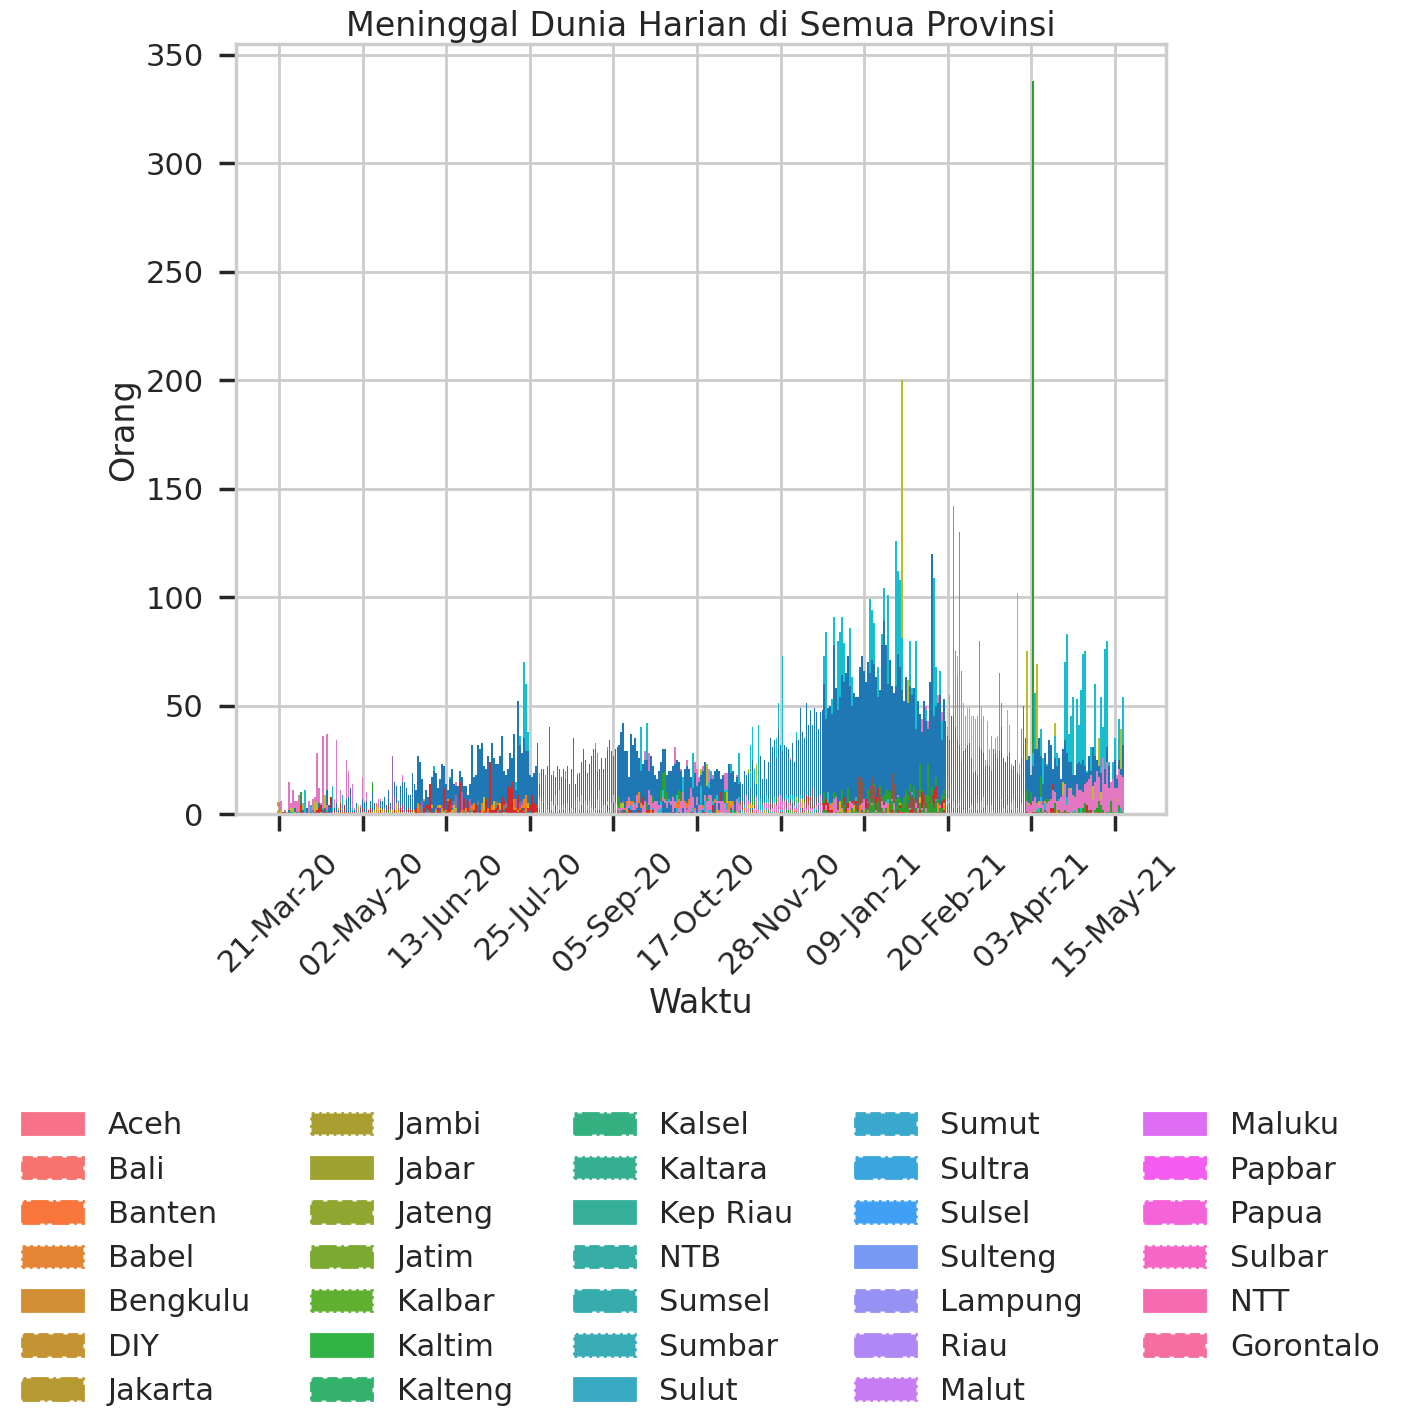 Meninggal Dunia Harian di Semua Provinsi
350
300
250
200
150
100
50
0
Orang
21-Mar-20
02-May-20
13-Jun-20
25-Jul-20
05-Sep-20
17-Oct-20
28-Nov-20
09-Jan-21
20-Feb-21
03-Apr-21
15-May-21
Waktu
Aceh
Bali
Banten
Babel
Bengkulu
DIY
Jakarta
Jambi
Jabar
Jateng
Jatim
Kalbar
Kaltim
Kalteng
Kalsel
Kaltara
Kep Riau
NTB
Sumsel
Sumbar
Sulut
Sumut
Sultra
Sulsel
Sulteng
Lampung
Riau
Malut
Maluku
Papbar
Papua
Sulbar
NTT
Gorontalo